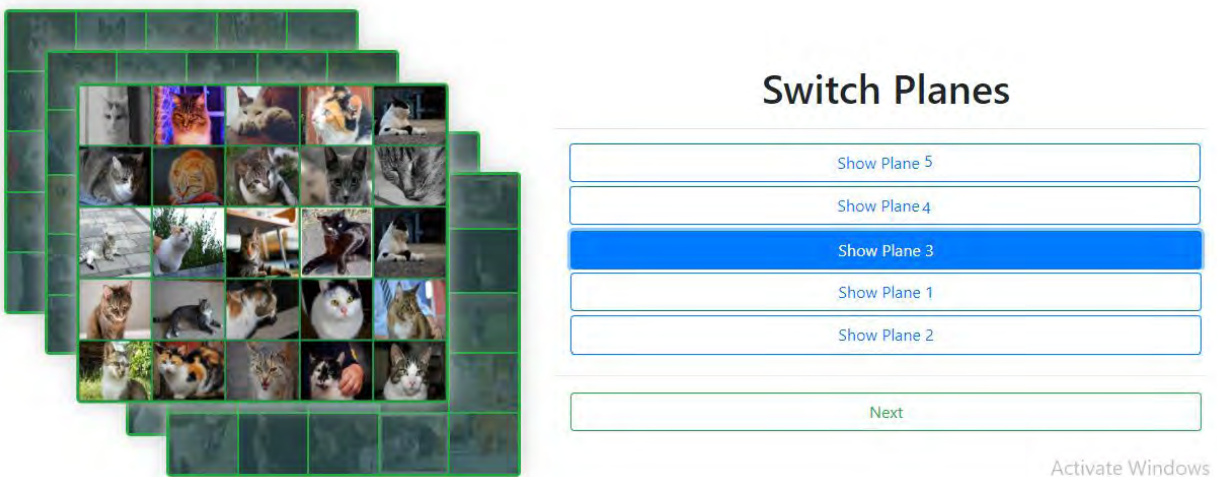 Switch Planes
Show Plane 5
Show Plane 4
Show Plane 3
Show Plane 1
Show Plane 2
Next
Activate Windows